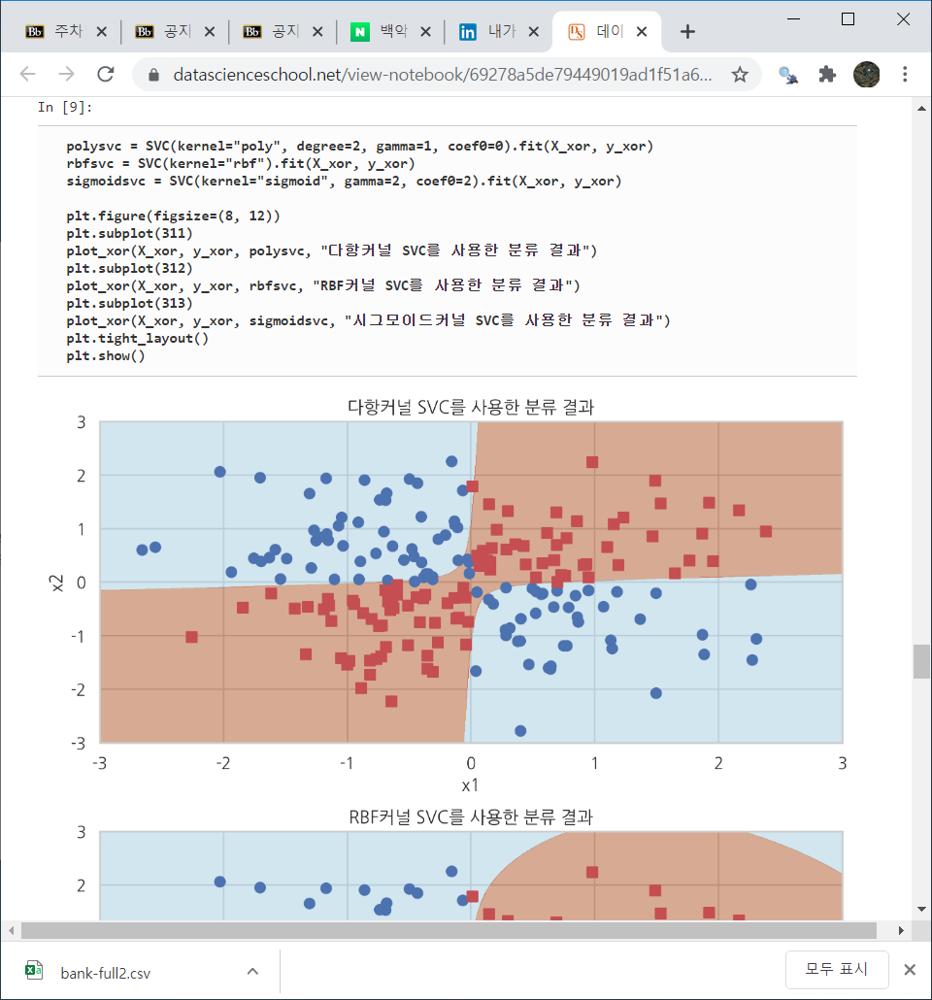 Bb 주차
Bb 공지
Bb 공지
N 백악
in 내가
DS 데이
datascienceschool.net/view-notebook/69278a5de79449019ad1f51a6...
In [9]:
polysvc = SVC(kernel="poly", degree=2, gamma=1, coef0=0).fit(X_xor, y_xor)
rbfsvc = SVC(kernel="rbf").fit(X_xor, y_xor)
sigmoidsvc = SVC(kernel="sigmoid", gamma=2, coef0=2).fit(X_xor, y_xor)
plt.figure(figsize=(8, 12))
plt.subplot(311)
plot_xor(X_xor, y_xor, polysvc, "다항커널 SVC를 사용한 분류 결과")
plt.subplot(312)
plot_xor(X_xor, y_xor, rbfsvc, "RBF커널 SVC를 사용한 분류 결과")
plt.subplot(313)
plot_xor(X_xor, y_xor, sigmoidsvc, "시그모이드커널 SVC를 사용한 분류 결과")
plt.tight_layout()
plt.show()
다항커널 SVC를 사용한 분류 결과
3
2
1
0
-1
-2
-3
x2
-3 -2 -1 0 1 2 3
x1
RBF커널 SVC를 사용한 분류 결과
3
2
bank-full2.csv
모두 표시